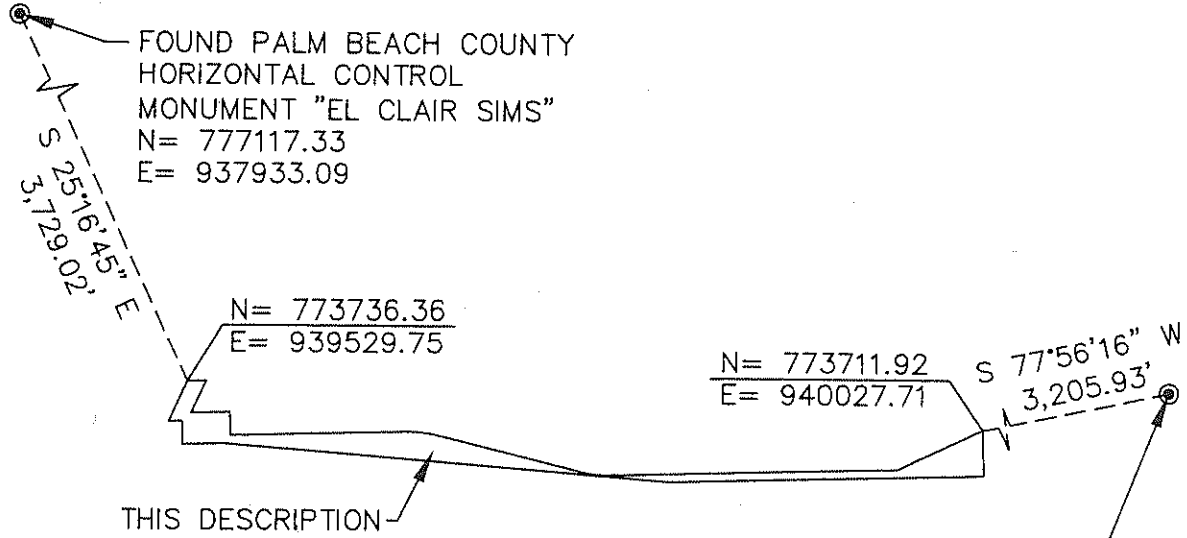 FOUND PALM BEACH COUNTY
HORIZONTAL CONTROL
MONUMENT "EL CLAIR SIMS"
N= 777117.33
E= 937933.09
S 25°16'45" E
3,729.02'
N= 773736.36
E= 939529.75
N= 773711.92
E= 940027.71
S 77°56'16" W
3,205.93'
THIS DESCRIPTION